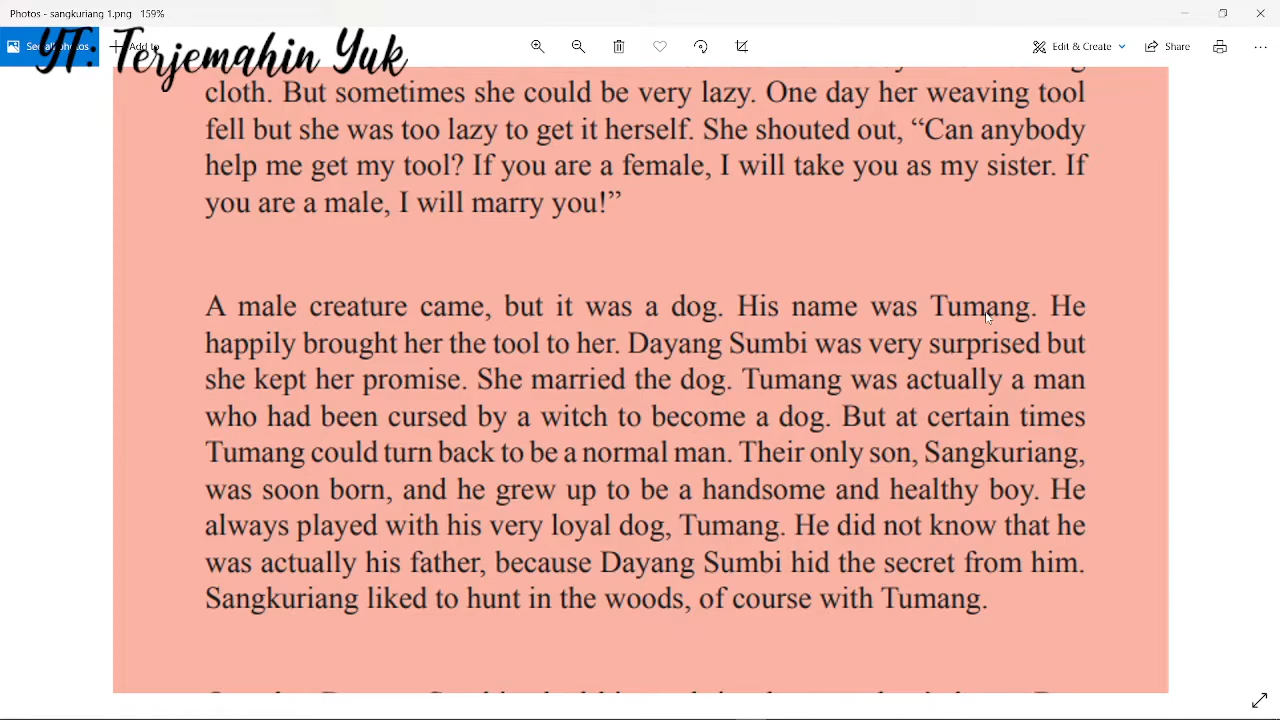 Photos - sangkuriang 1.png 159%
See all photos
Add to
YT: Terjemahin Yuk
Edit & Create
Share
cloth. But sometimes she could be very lazy. One day her weaving tool
fell but she was too lazy to get it herself. She shouted out, “Can anybody
help me get my tool? If you are a female, I will take you as my sister. If
you are a male, I will marry you!”
A male creature came, but it was a dog. His name was Tumang. He
happily brought her the tool to her. Dayang Sumbi was very surprised but
she kept her promise. She married the dog. Tumang was actually a man
who had been cursed by a witch to become a dog. But at certain times
Tumang could turn back to be a normal man. Their only son, Sangkuriang,
was soon born, and he grew up to be a handsome and healthy boy. He
always played with his very loyal dog, Tumang. He did not know that he
was actually his father, because Dayang Sumbi hid the secret from him.
Sangkuriang liked to hunt in the woods, of course with Tumang.